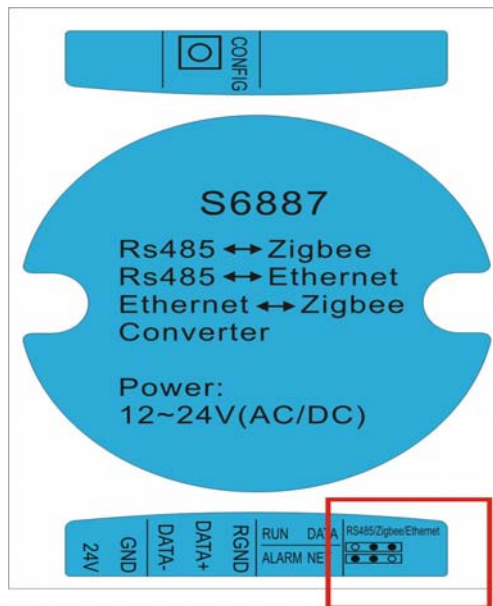 CONFIG
S6887
Rs485 ↔ Zigbee
Rs485 ↔ Ethernet
Ethernet ↔ Zigbee
Converter
Power:
12~24V(AC/DC)
24V
GND
DATA-
DATA+
RGND
RUN DATA
ALARM NET
RS485/Zigbee/Ethernet